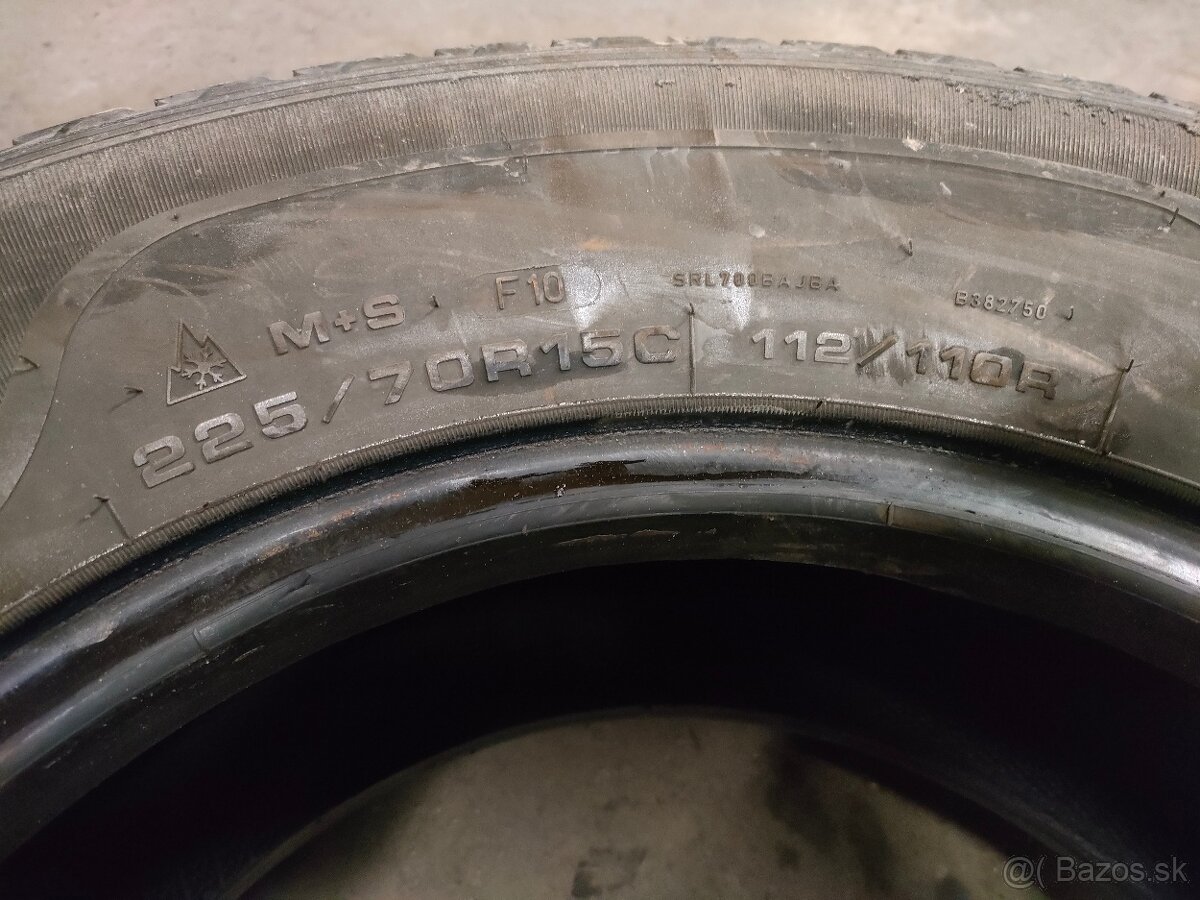 M+S F10 SRL700BAJBA B382750
225/70R15C 112/110R
@( Bazos.sk